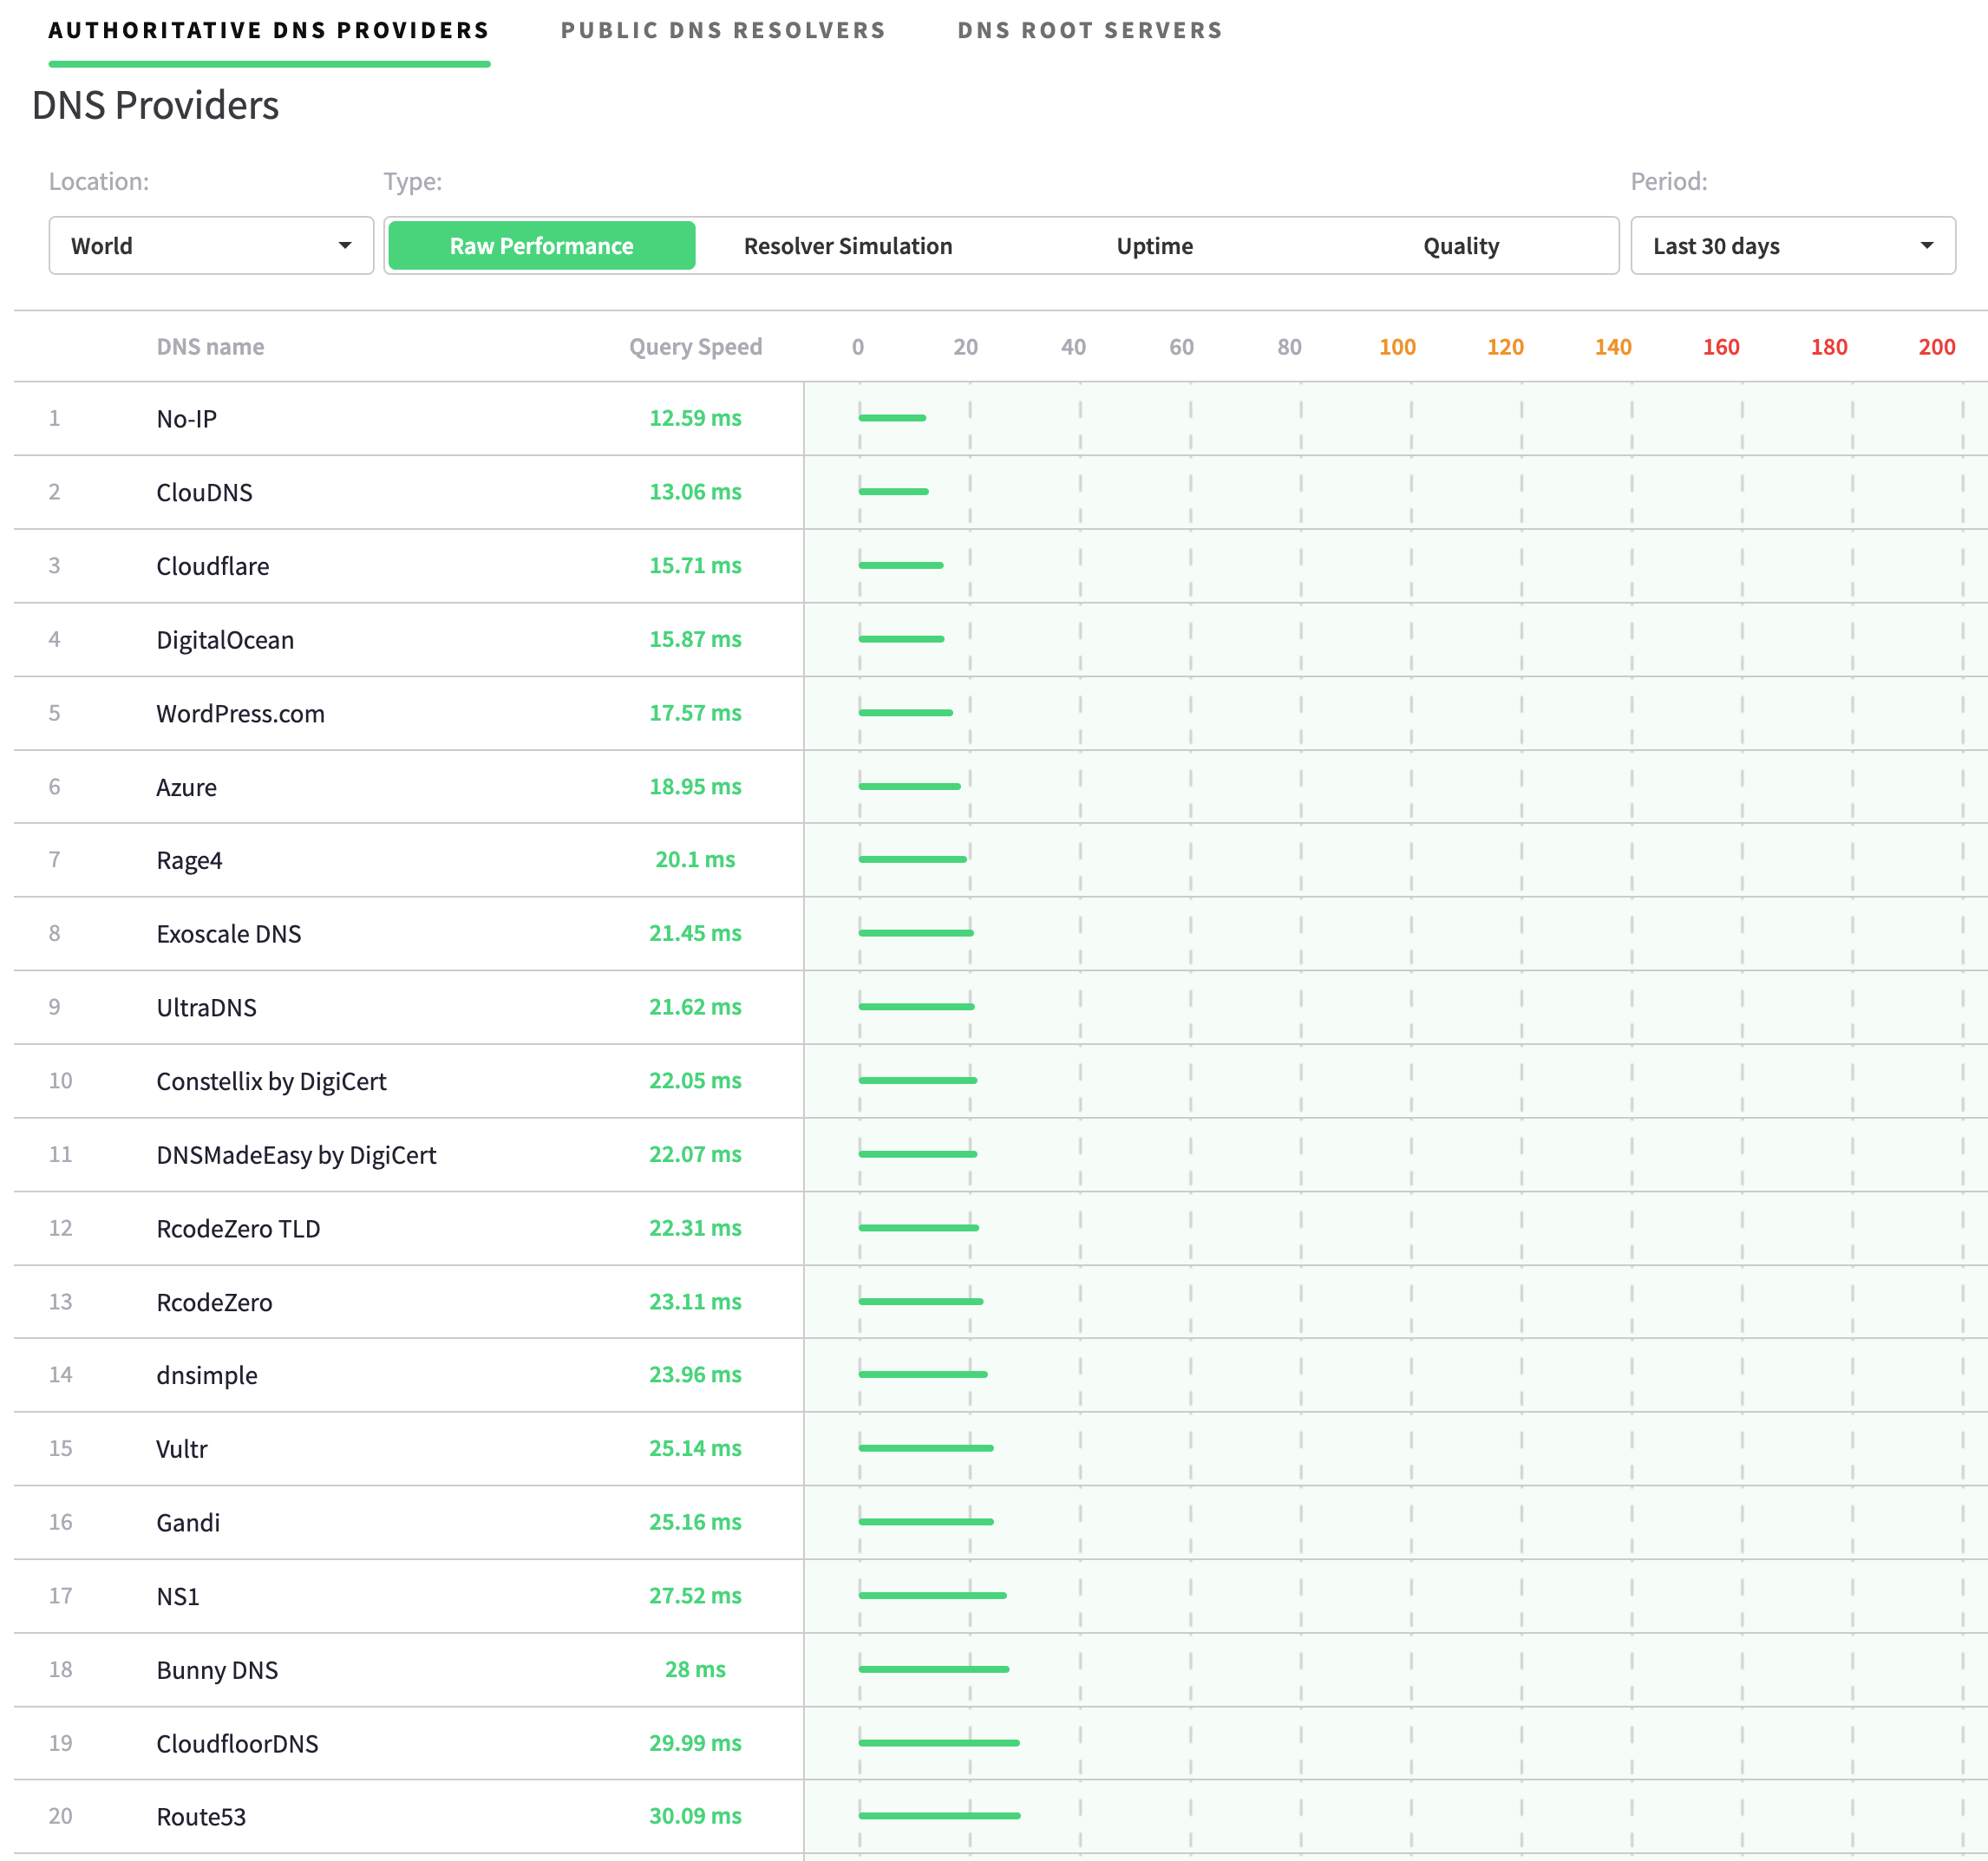 AUTHORITATIVE DNS PROVIDERS PUBLIC DNS RESOLVERS DNS ROOT SERVERS
DNS Providers
Location: Type: Period:
World Raw Performance Resolver Simulation Uptime Quality Last 30 days
DNS name Query Speed 0 20 40 60 80 100 120 140 160 180 200
1 No-IP 12.59 ms
2 ClouDNS 13.06 ms
3 Cloudflare 15.71 ms
4 DigitalOcean 15.87 ms
5 WordPress.com 17.57 ms
6 Azure 18.95 ms
7 Rage4 20.1 ms
8 Exoscale DNS 21.45 ms
9 UltraDNS 21.62 ms
10 Constellix by DigiCert 22.05 ms
11 DNSMadeEasy by DigiCert 22.07 ms
12 RcodeZero TLD 22.31 ms
13 RcodeZero 23.11 ms
14 dnsimple 23.96 ms
15 Vultr 25.14 ms
16 Gandi 25.16 ms
17 NS1 27.52 ms
18 Bunny DNS 28 ms
19 CloudfloorDNS 29.99 ms
20 Route53 30.09 ms